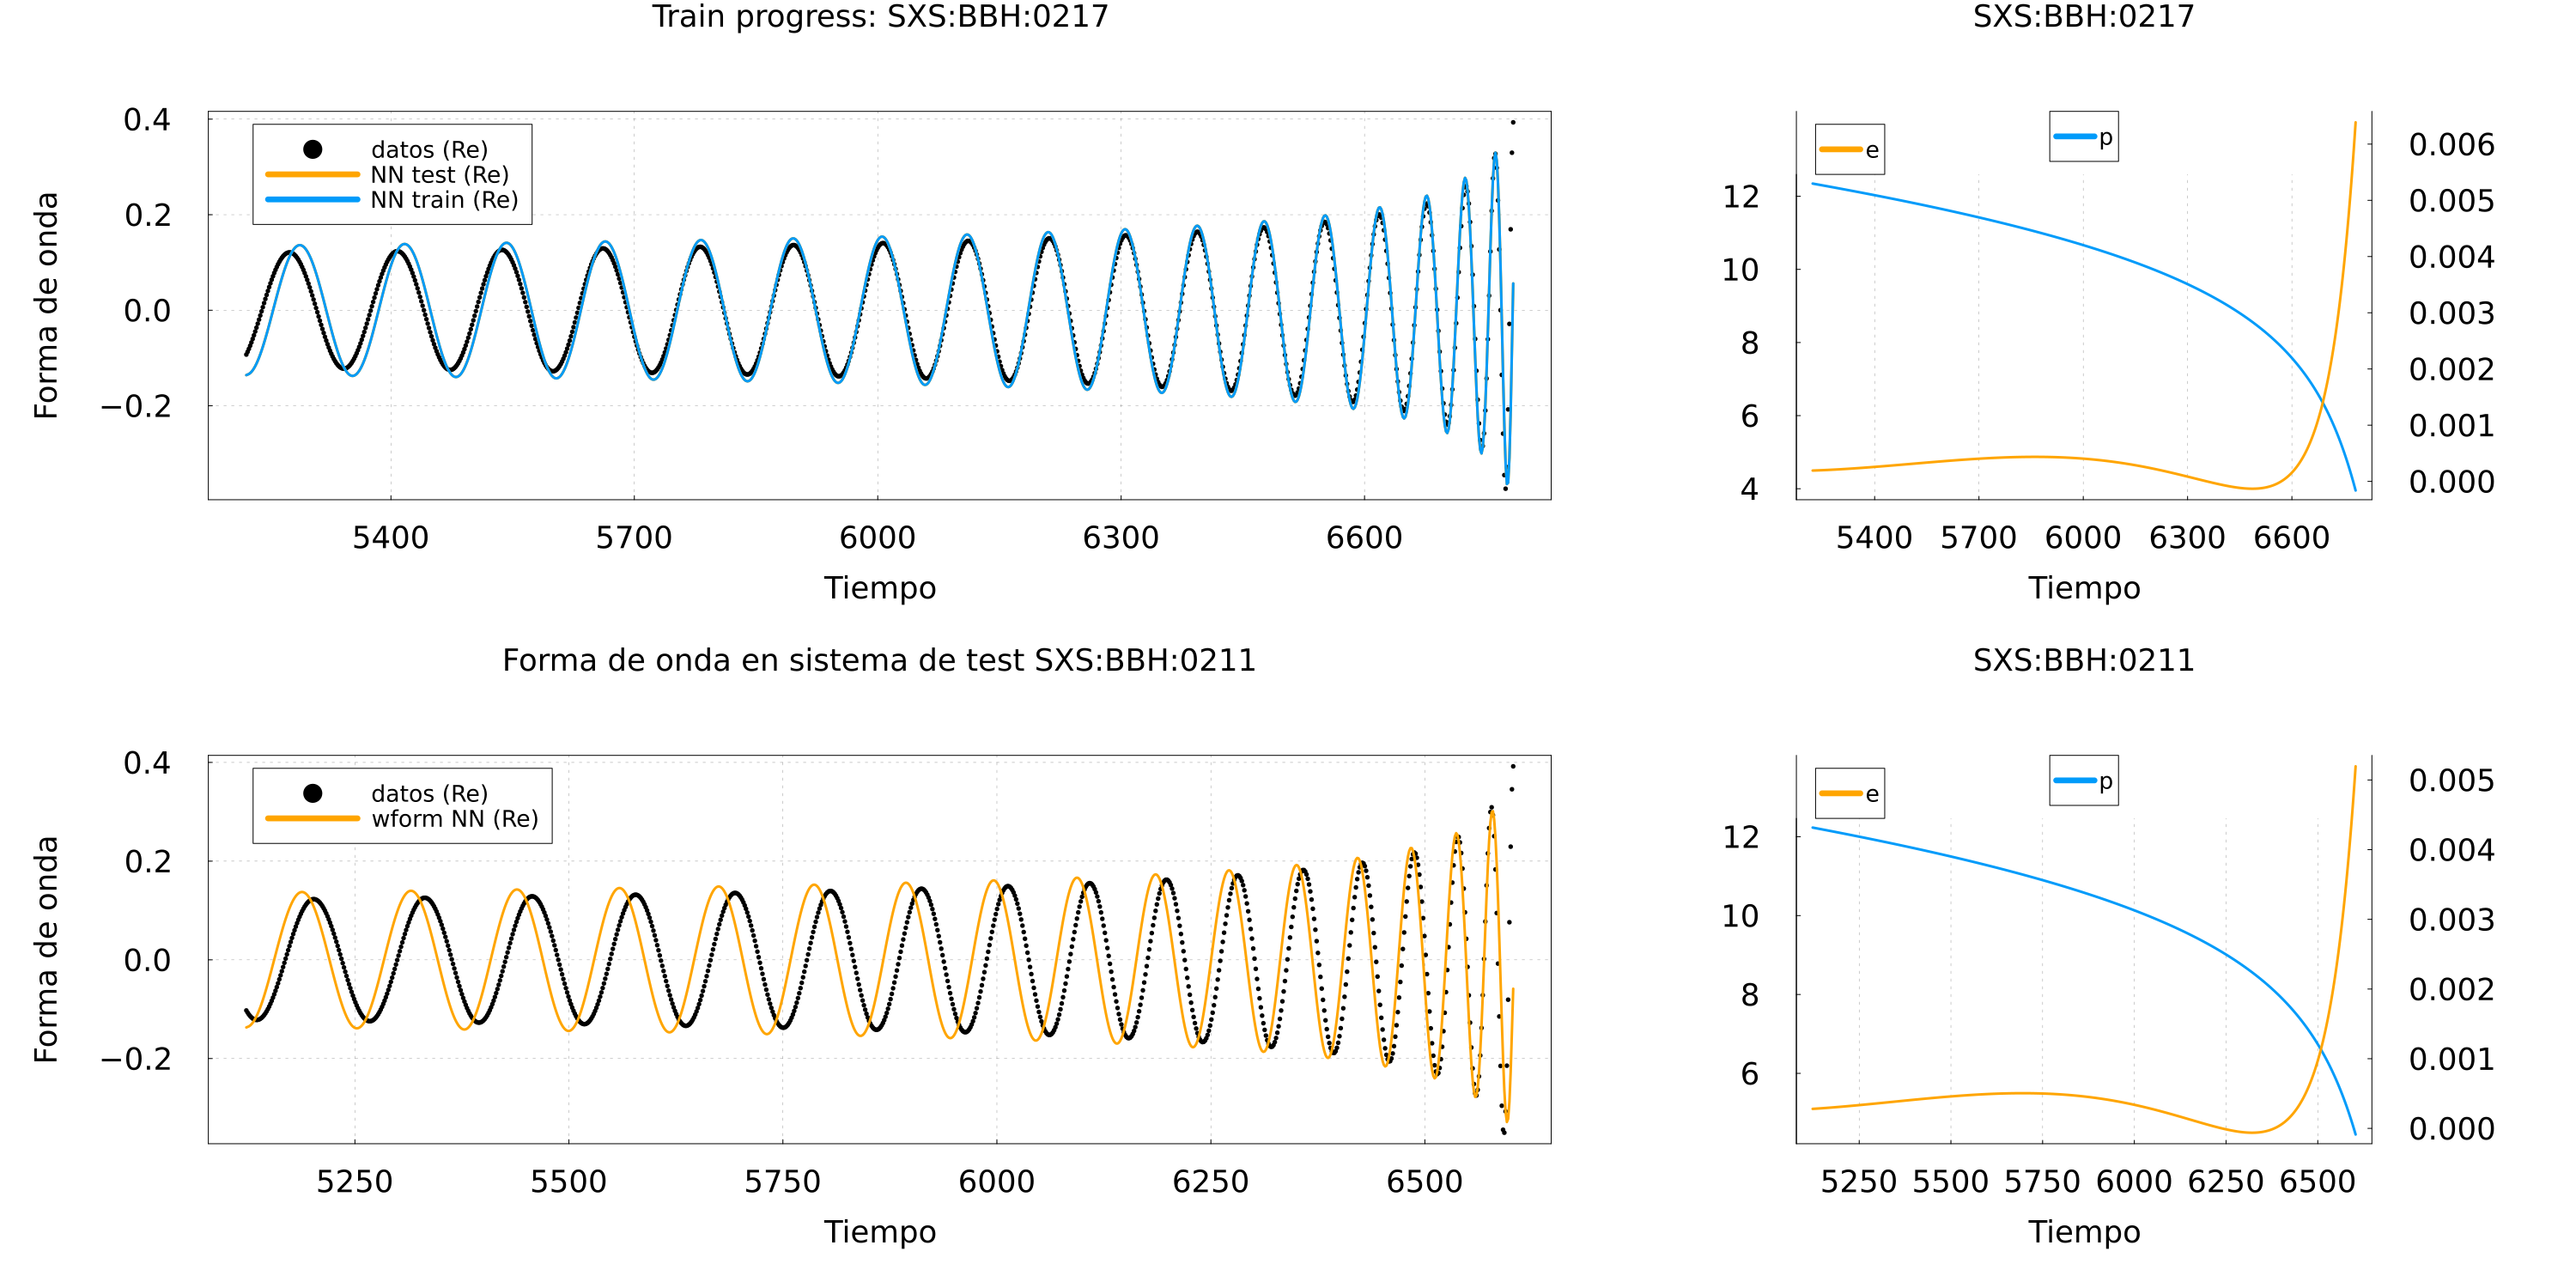 Train progress: SXS:BBH:0217
0.4
0.2
0.0
−0.2
Forma de onda
datos (Re)
NN test (Re)
NN train (Re)
5400 5700 6000 6300 6600
Tiempo
SXS:BBH:0217
e
p
12
10
8
6
4
0.006
0.005
0.004
0.003
0.002
0.001
0.000
5400 5700 6000 6300 6600
Tiempo
Forma de onda en sistema de test SXS:BBH:0211
0.4
0.2
0.0
−0.2
Forma de onda
datos (Re)
wform NN (Re)
5250 5500 5750 6000 6250 6500
Tiempo
SXS:BBH:0211
e
p
12
10
8
6
0.005
0.004
0.003
0.002
0.001
0.000
5250 5500 5750 6000 6250 6500
Tiempo